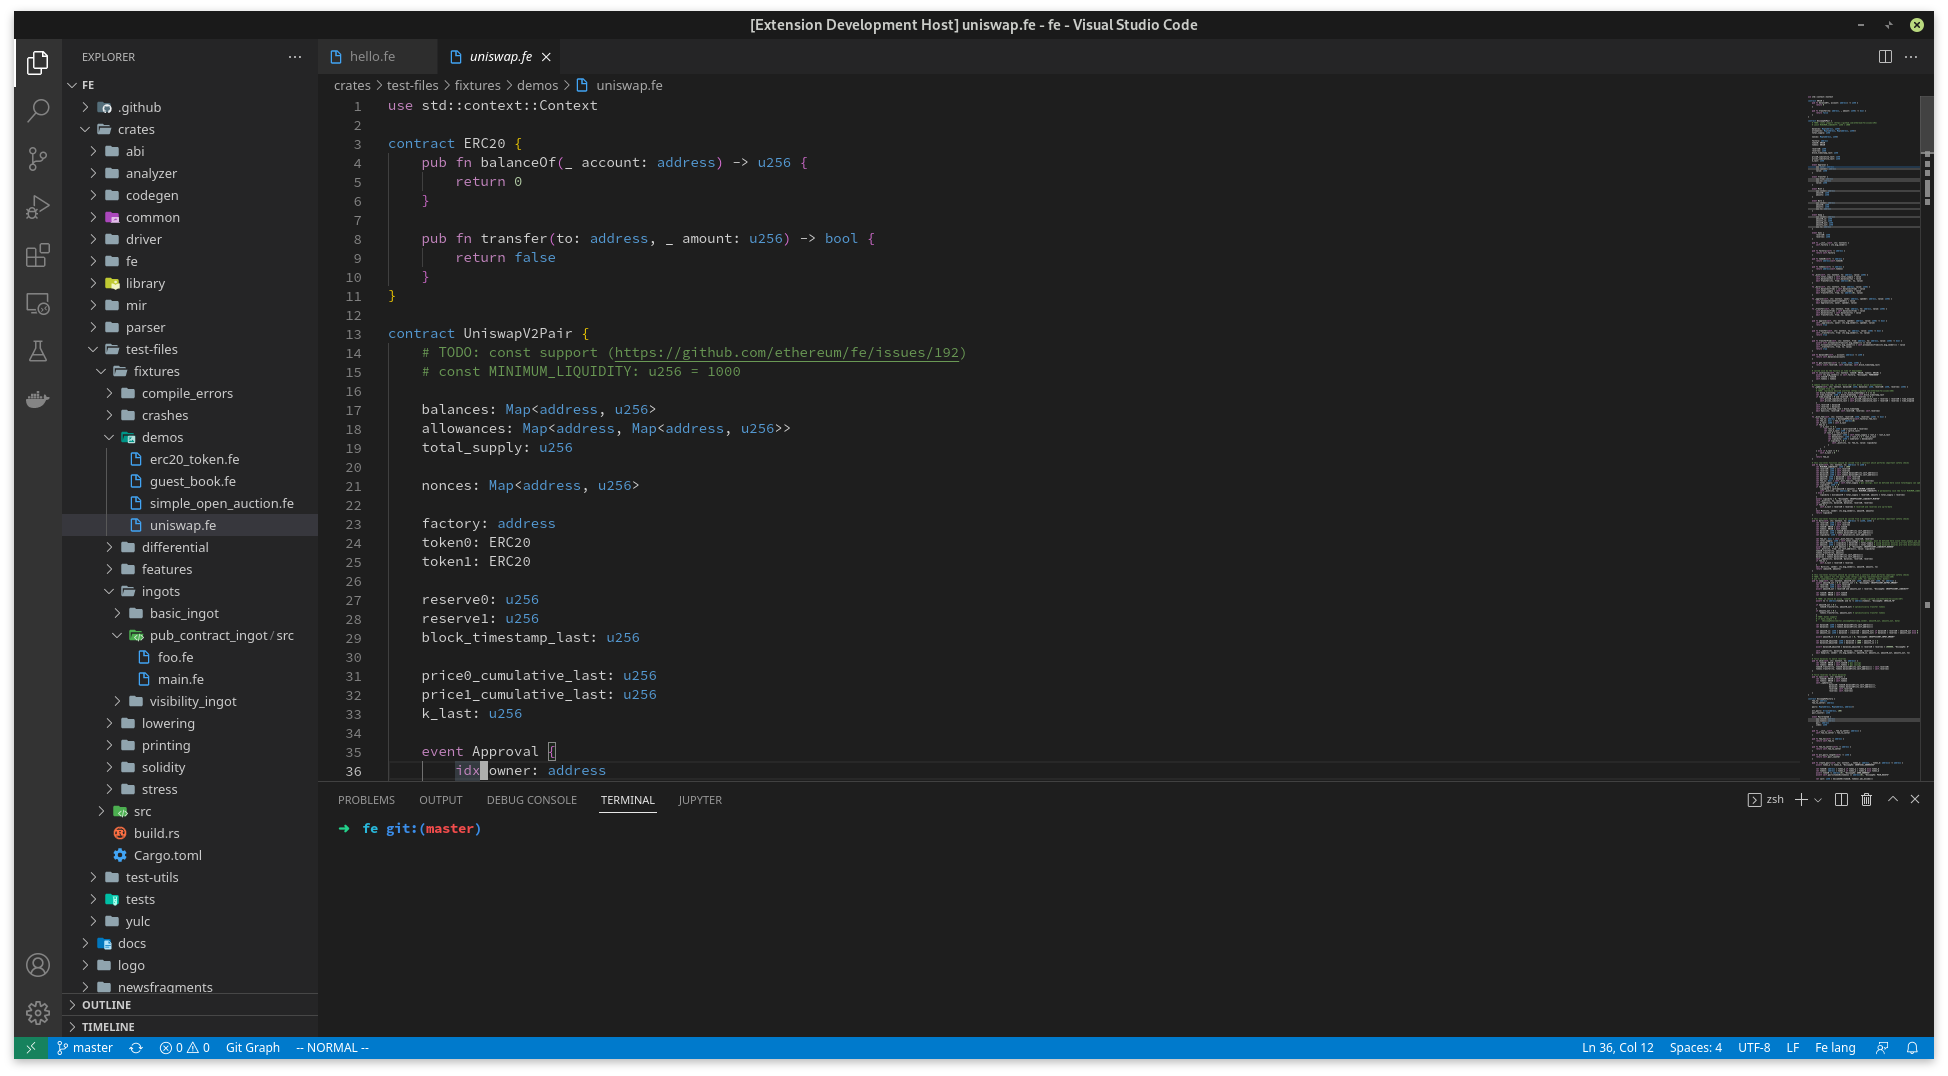 [Extension Development Host] uniswap.fe - fe - Visual Studio Code
EXPLORER
FE
.github
crates
abi
analyzer
codegen
common
driver
fe
library
mir
parser
test-files
fixtures
compile_errors
crashes
demos
erc20_token.fe
guest_book.fe
simple_open_auction.fe
uniswap.fe
differential
features
ingots
basic_ingot
pub_contract_ingot/src
foo.fe
main.fe
visibility_ingot
lowering
printing
solidity
stress
src
build.rs
Cargo.toml
test-utils
tests
yulc
docs
logo
newsfragments
OUTLINE
TIMELINE
hello.fe
uniswap.fe
crates > test-files > fixtures > demos > uniswap.fe
1 use std::context::Context
2
3 contract ERC20 {
4 pub fn balanceOf(_ account: address) -> u256 {
5 return 0
6 }
7
8 pub fn transfer(to: address, _ amount: u256) -> bool {
9 return false
10 }
11 }
12
13 contract UniswapV2Pair {
14 # TODO: const support (https://github.com/ethereum/fe/issues/192)
15 # const MINIMUM_LIQUIDITY: u256 = 1000
16
17 balances: Map<address, u256>
18 allowances: Map<address, Map<address, u256>>
19 total_supply: u256
20
21 nonces: Map<address, u256>
22
23 factory: address
24 token0: ERC20
25 token1: ERC20
26
27 reserve0: u256
28 reserve1: u256
29 block_timestamp_last: u256
30
31 price0_cumulative_last: u256
32 price1_cumulative_last: u256
33 k_last: u256
34
35 event Approval {
36 idx owner: address
PROBLEMS OUTPUT DEBUG CONSOLE TERMINAL JUPYTER
zsh
➜ fe git:(master)
master 0 0 Git Graph -- NORMAL --
Ln 36, Col 12 Spaces: 4 UTF-8 LF Fe lang